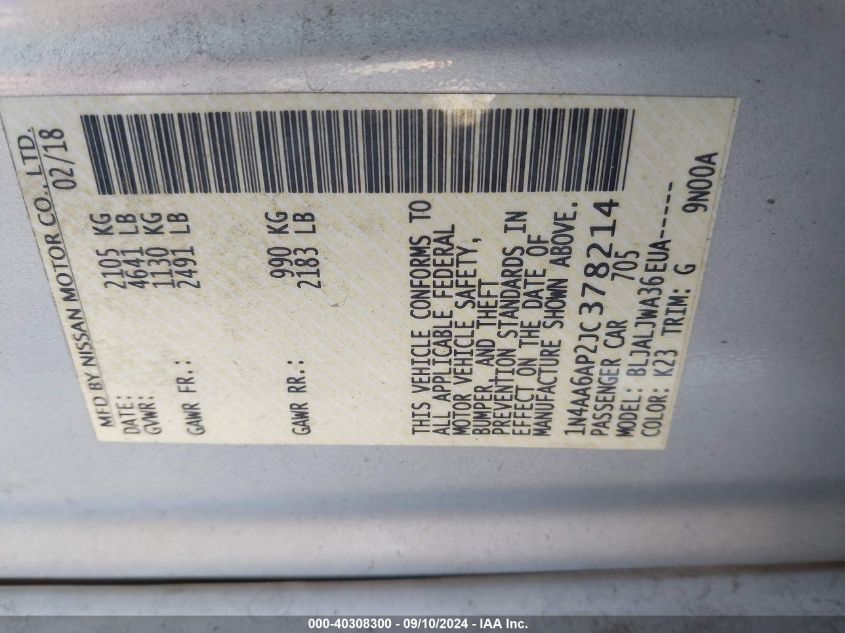 MFD BY NISSAN MOTOR CO., LTD.
DATE: 02/18
GVWR: 2105 KG
4641 LB
GAWR FR.: 1130 KG
2491 LB
GAWR RR.: 990 KG
2183 LB
THIS VEHICLE CONFORMS TO
ALL APPLICABLE FEDERAL
MOTOR VEHICLE SAFETY,
BUMPER, AND THEFT
PREVENTION STANDARDS IN
EFFECT ON THE DATE OF
MANUFACTURE SHOWN ABOVE.
1N4AA6AP2JC378214
PASSENGER CAR 705
MODEL: BLJALJWA36EUA-----
COLOR: K23 TRIM: G 9N00A
000-40308300 - 09/10/2024 - IAA Inc.